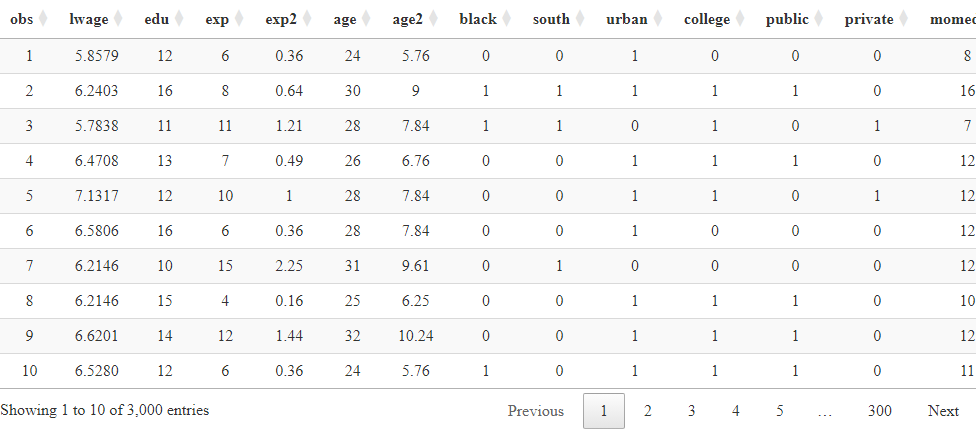 obs lwage edu exp exp2 age age2 black south urban college public private
1 5.8579 12 6 0.36 24 5.76 0 0 1 0 0 0 8
2 6.2403 16 8 0.64 30 9 1 1 1 1 1 0 16
3 5.7838 11 11 1.21 28 7.84 1 1 0 1 0 1 7
4 6.4708 13 7 0.49 26 6.76 0 0 1 1 1 0 12
5 7.1317 12 10 1 28 7.84 0 0 1 1 0 1 12
6 6.5806 16 6 0.36 28 7.84 0 0 1 0 0 0 12
7 6.2146 10 15 2.25 31 9.61 0 1 0 0 0 0 12
8 6.2146 15 4 0.16 25 6.25 0 0 1 1 1 0 10
9 6.6201 14 12 1.44 32 10.24 0 0 1 1 1 0 12
10 6.5280 12 6 0.36 24 5.76 1 0 1 1 1 0 11
Showing 1 to 10 of 3,000 entries Previous 1 2 3 4 5 … 300 Next